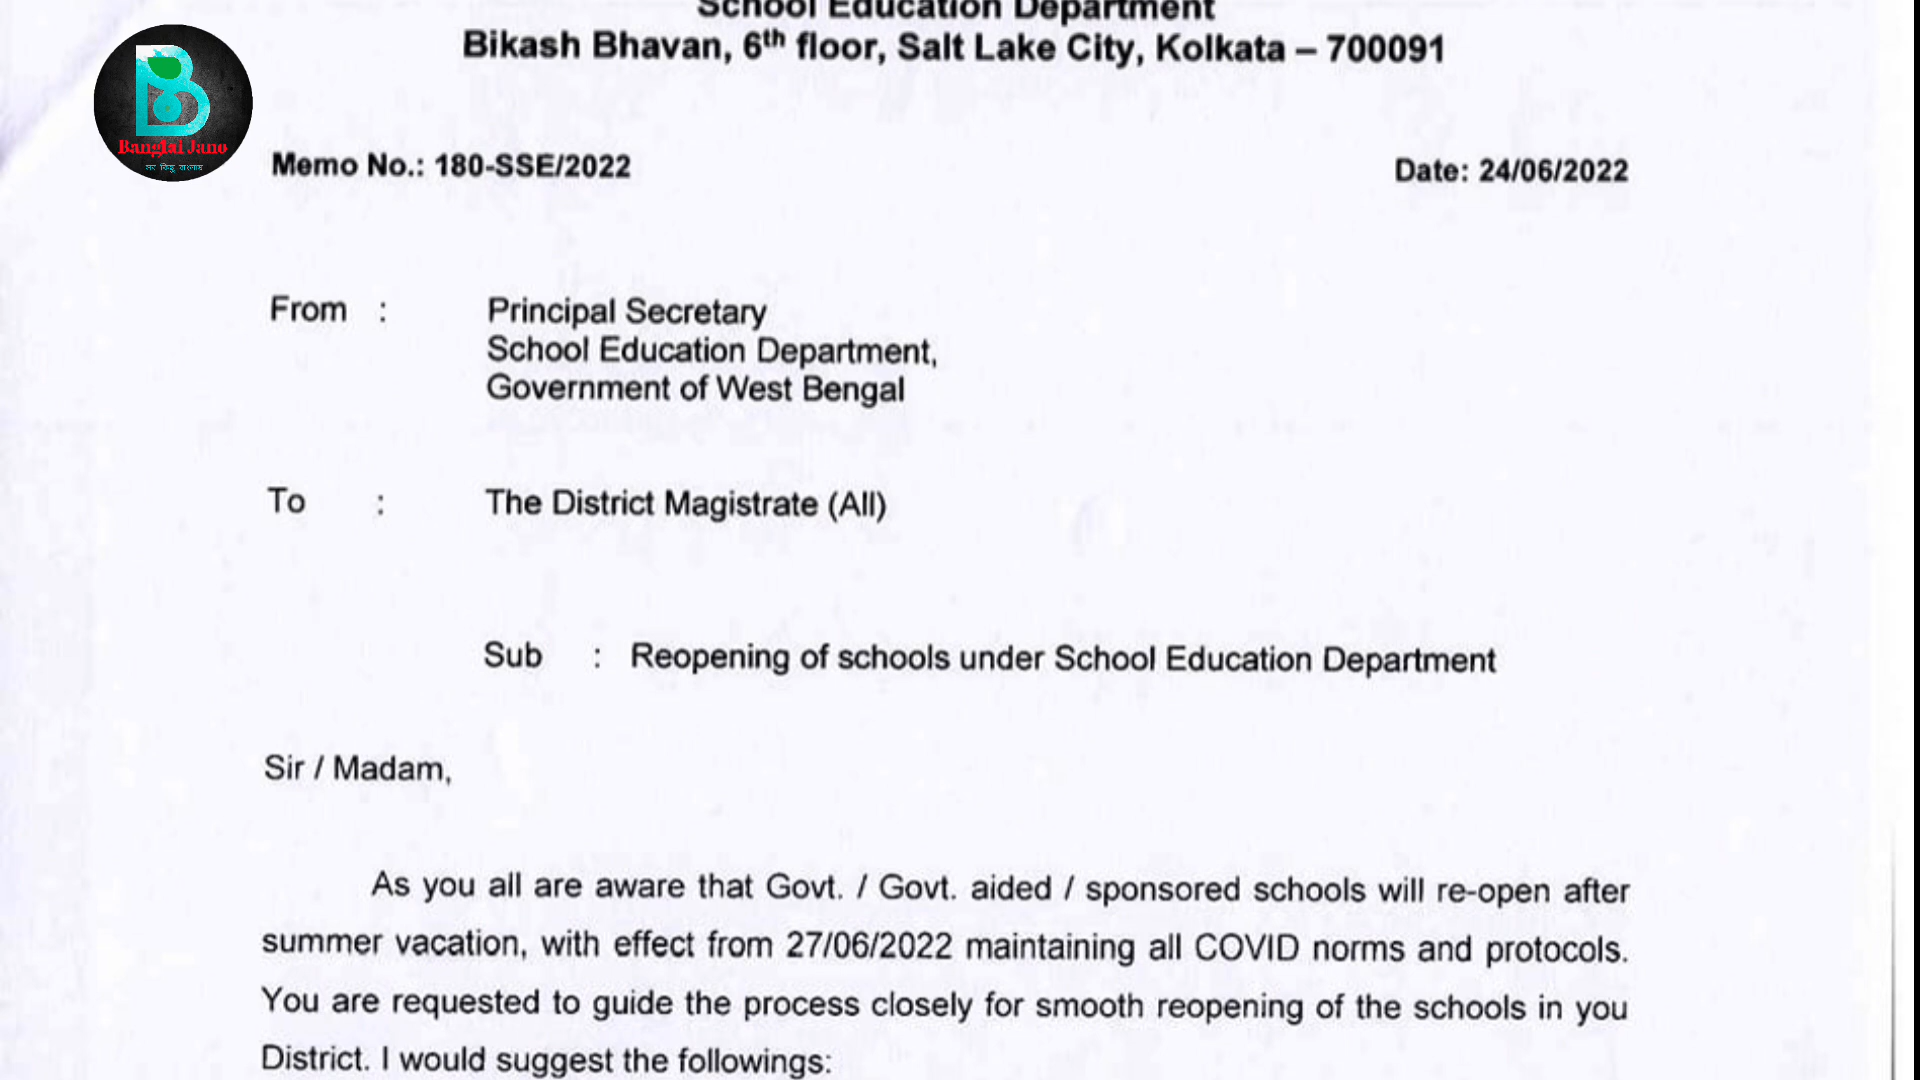 School Education Department
Bikash Bhavan, 6th floor, Salt Lake City, Kolkata – 700091
Banglai Jano
Memo No.: 180-SSE/2022
Date: 24/06/2022
From :
Principal Secretary
School Education Department,
Government of West Bengal
To :
The District Magistrate (All)
Sub : Reopening of schools under School Education Department
Sir / Madam,
As you all are aware that Govt. / Govt. aided / sponsored schools will re-open after
summer vacation, with effect from 27/06/2022 maintaining all COVID norms and protocols.
You are requested to guide the process closely for smooth reopening of the schools in you
District. I would suggest the followings: